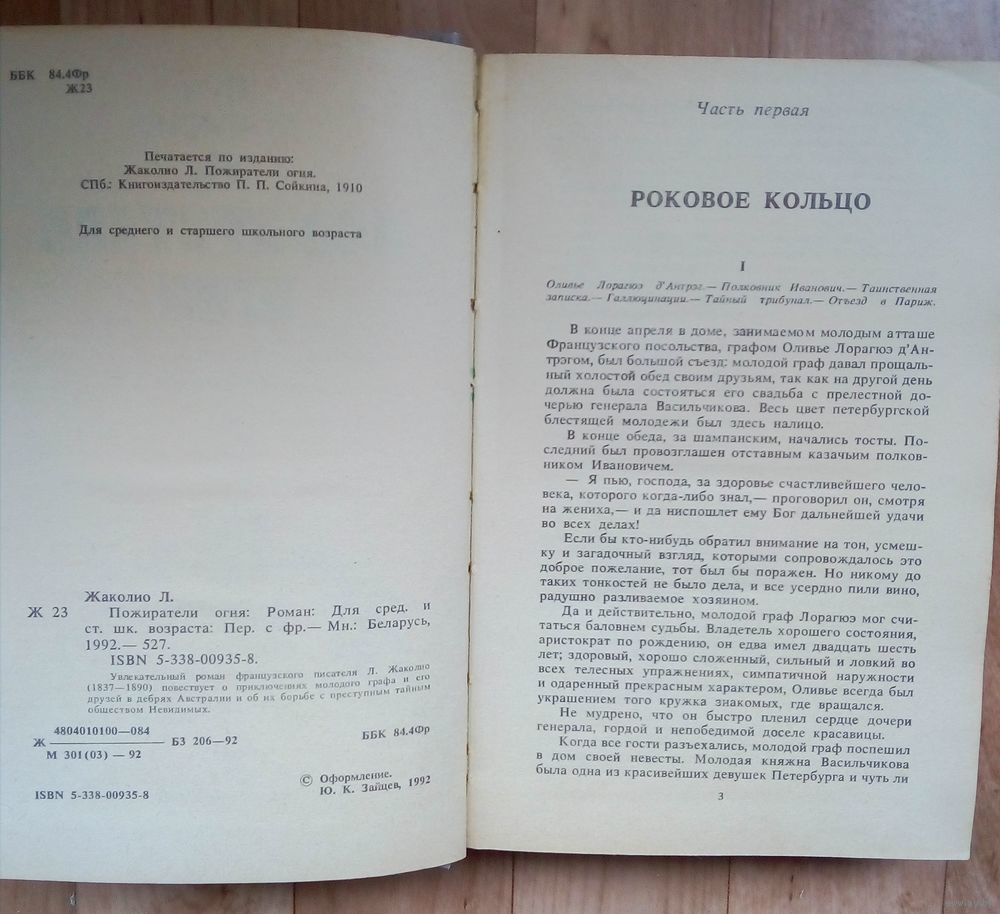 ББК 84.4Фр
Ж23
Печатается по изданию:
Жаколио Л. Пожиратели огня.
СПб.: Книгоиздательство П. П. Сойкина, 1910
Для среднего и старшего школьного возраста
Жаколио Л.
Ж 23 Пожиратели огня: Роман: Для сред. и
ст. шк. возраста: Пер. с фр.— Мн.: Беларусь,
1992.— 527.
ISBN 5-338-00935-8.
Увлекательный роман французского писателя Л. Жаколио
(1837—1890) повествует о приключениях молодого графа и его
друзей в дебрях Австралии и об их борьбе с преступным тайным
обществом Невидимых.
4804010100—084
Ж БЗ 206—92
М 301(03) — 92
ББК 84.4Фр
ISBN 5-338-00935-8
© Оформление.
Ю. К. Зайцев, 1992
Часть первая
РОКОВОЕ КОЛЬЦО
I
Оливье Лорагюэ д'Антрэг.— Полковник Иванович.— Таинственная
записка.— Галлюцинации.— Тайный трибунал.— Отъезд в Париж.
В конце апреля в доме, занимаемом молодым атташе
Французского посольства, графом Оливье Лорагюэ д'Ан-
трэгом, был большой съезд: молодой граф давал прощаль-
ный холостой обед своим друзьям, так как на другой день
должна была состояться его свадьба с прелестной до-
черью генерала Васильчикова. Весь цвет петербургской
блестящей молодежи был здесь налицо.
В конце обеда, за шампанским, начались тосты. По-
следний был провозглашен отставным казачьим полков-
ником Ивановичем.
— Я пью, господа, за здоровье счастливейшего чело-
века, которого когда-либо знал,— проговорил он, смотря
на жениха,— и да ниспошлет ему Бог дальнейшей удачи
во всех делах!
Если бы кто-нибудь обратил внимание на тон, усмеш-
ку и загадочный взгляд, которыми сопровождалось это
доброе пожелание, тот был бы поражен. Но никому до
таких тонкостей не было дела, и все усердно пили вино,
радушно разливаемое хозяином.
Да и действительно, молодой граф Лорагюэ мог счи-
таться баловнем судьбы. Владетель хорошего состояния,
аристократ по рождению, он едва имел двадцать шесть
лет; здоровый, хорошо сложенный, сильный и ловкий во
всех телесных упражнениях, симпатичной наружности
и одаренный прекрасным характером, Оливье всегда был
украшением того кружка знакомых, где вращался.
Не мудрено, что он быстро пленил сердце дочери
генерала, гордой и непобедимой доселе красавицы.
Когда все гости разъехались, молодой граф поспешил
в дом своей невесты. Молодая княжна Васильчикова
была одна из красивейших девушек Петербурга и чуть ли
3